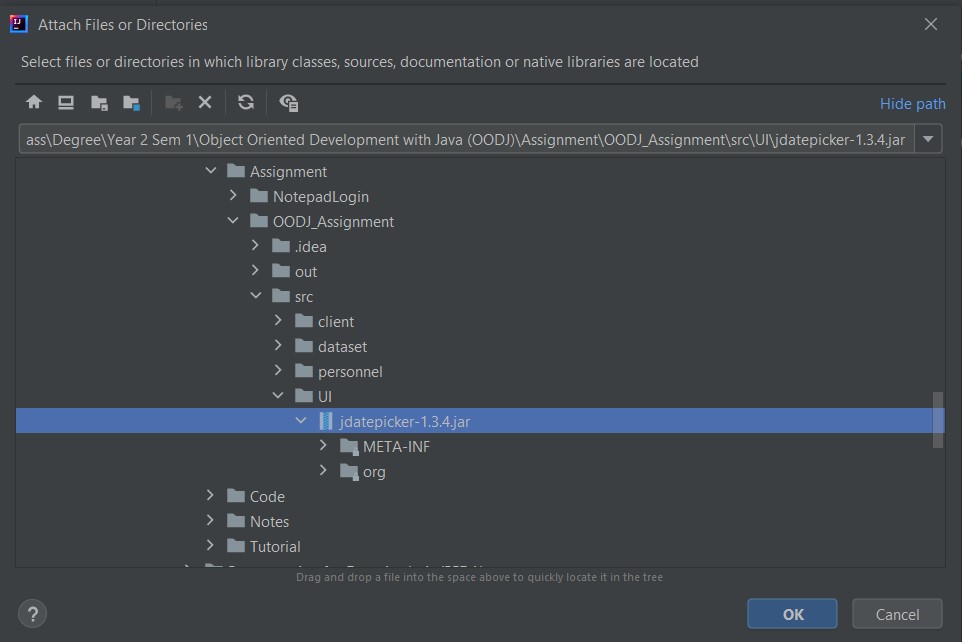 Attach Files or Directories
Select files or directories in which library classes, sources, documentation or native libraries are located
Hide path
ass\Degree\Year 2 Sem 1\Object Oriented Development with Java (OODJ)\Assignment\OODJ_Assignment\src\UI\jdatepicker-1.3.4.jar
Assignment
NotepadLogin
OODJ_Assignment
.idea
out
src
client
dataset
personnel
UI
jdatepicker-1.3.4.jar
META-INF
org
Code
Notes
Tutorial
Drag and drop a file into the space above to quickly locate it in the tree
?
OK
Cancel